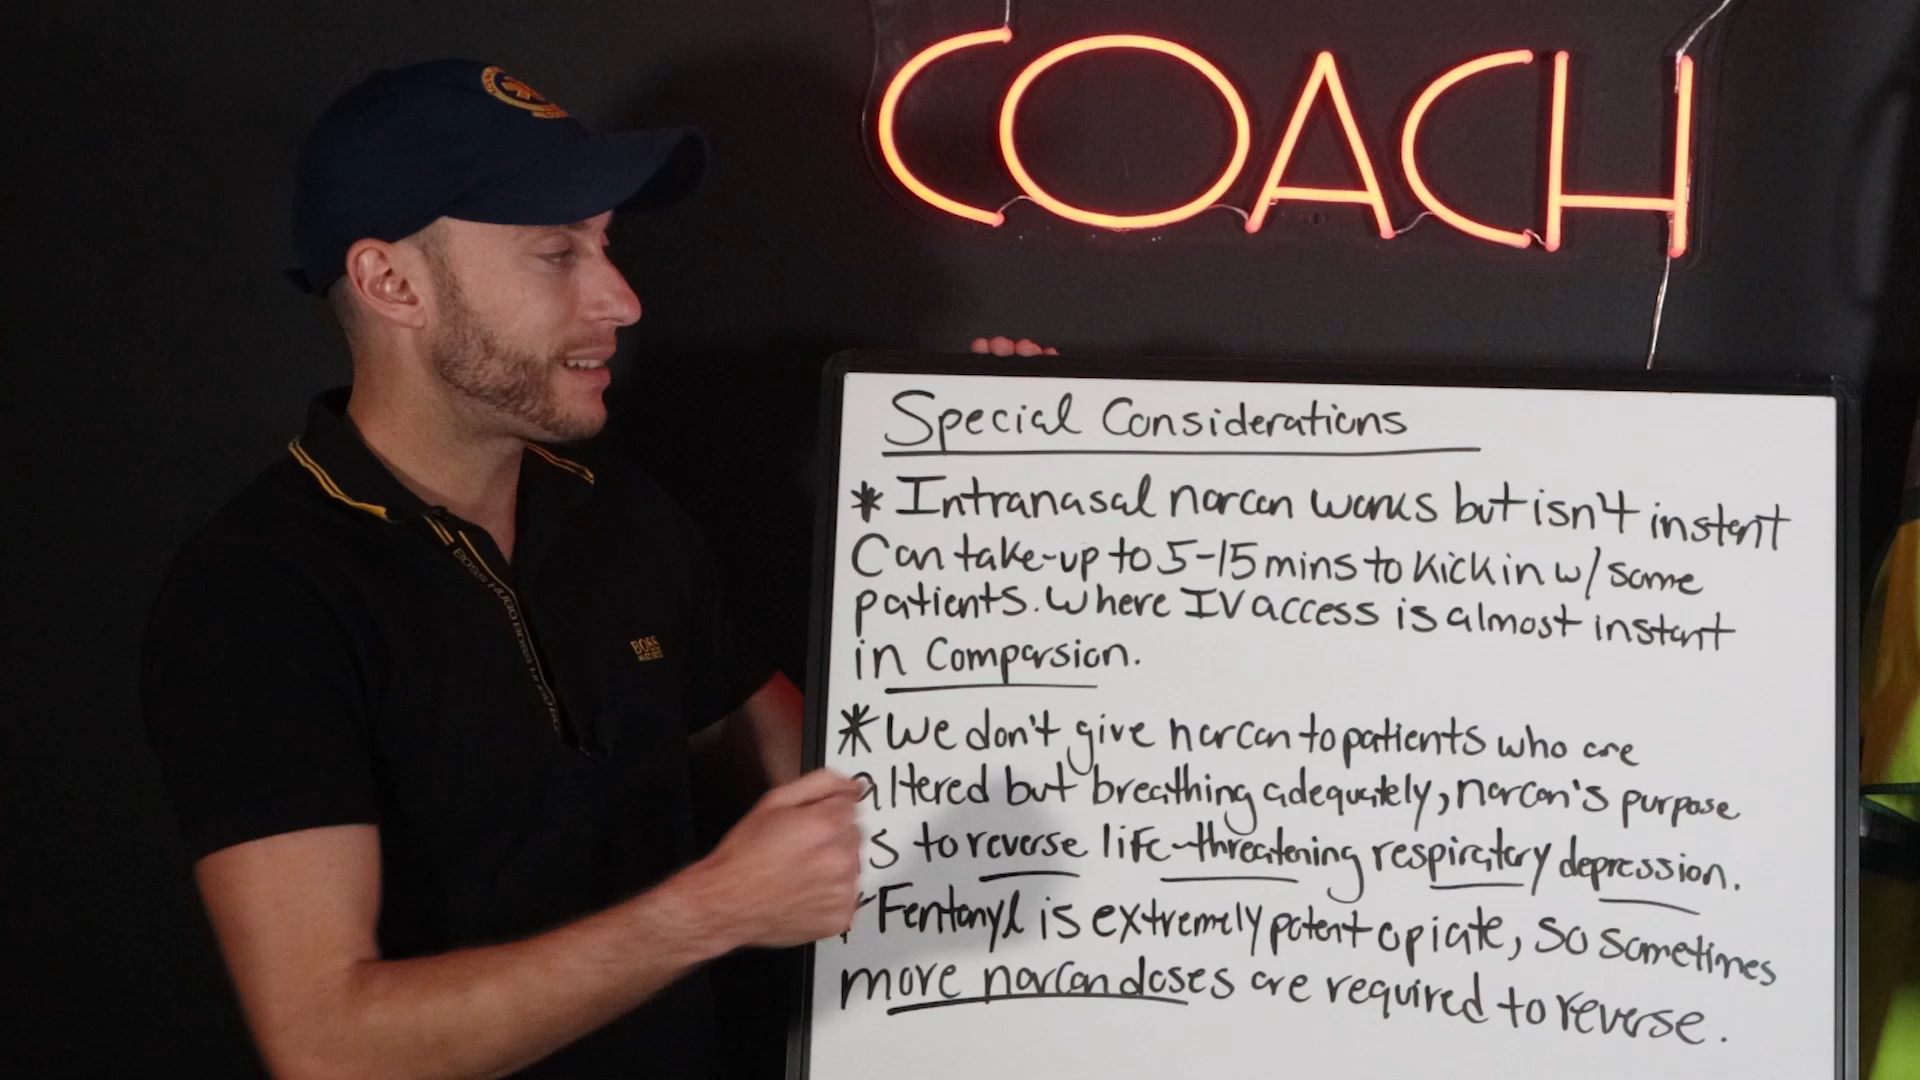 COACH
Special Considerations
* Intranasal narcan works but isn't instant
Can take-up to 5-15 mins to kick in w/ some
patients. Where IV access is almost instant
in Comparsion.
* We don't give narcan to patients who are
altered but breathing adequately, narcan's purpose
is to reverse life-threatening respiratory depression.
* Fentanyl is extremely potent opiate, so sometimes
more narcan doses are required to reverse.
BOSS